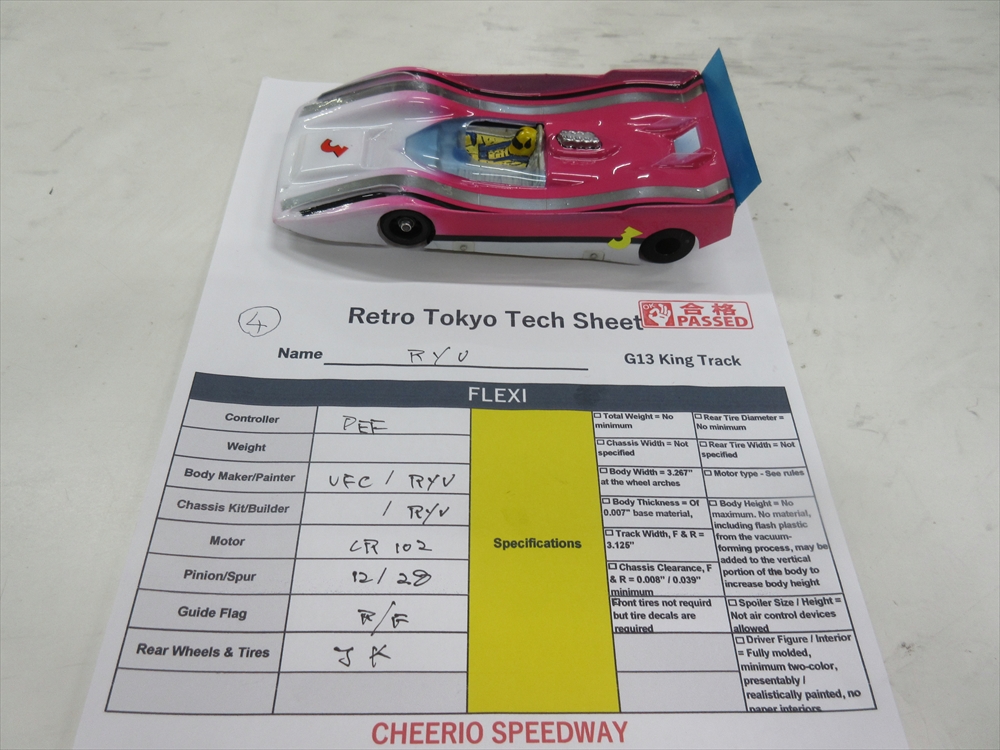 3
3
4
Retro Tokyo Tech Sheet
OK 合格
PASSED
Name RYU
G13 King Track
FLEXI
Controller
Weight
Body Maker/Painter
UFC / RYU
Chassis Kit/Builder
/ RYU
Motor
CR 102
Pinion/Spur
12/28
Guide Flag
R/F
Rear Wheels & Tires
JK
Specifications
Total Weight = No
minimum
Rear Tire Diameter =
No minimum
Chassis Width = Not
specified
Rear Tire Width = Not
specified
Body Width = 3.267"
at the wheel arches
Motor type - See rules
Body Thickness = Of
0.007" base material,
Body Height = No
maximum. No material,
including flash plastic
from the vacuum-
forming process, may be
added to the vertical
portion of the body to
increase body height
Track Width, F & R =
3.125"
Chassis Clearance, F
& R = 0.008" / 0.039"
minimum
Front tires not requird
but tire decals are
required
Spoiler Size / Height =
Not air control devices
allowed
Driver Figure / Interior
= Fully molded,
minimum two-color,
presentably /
realistically painted, no
paper interiors
CHEERIO SPEEDWAY